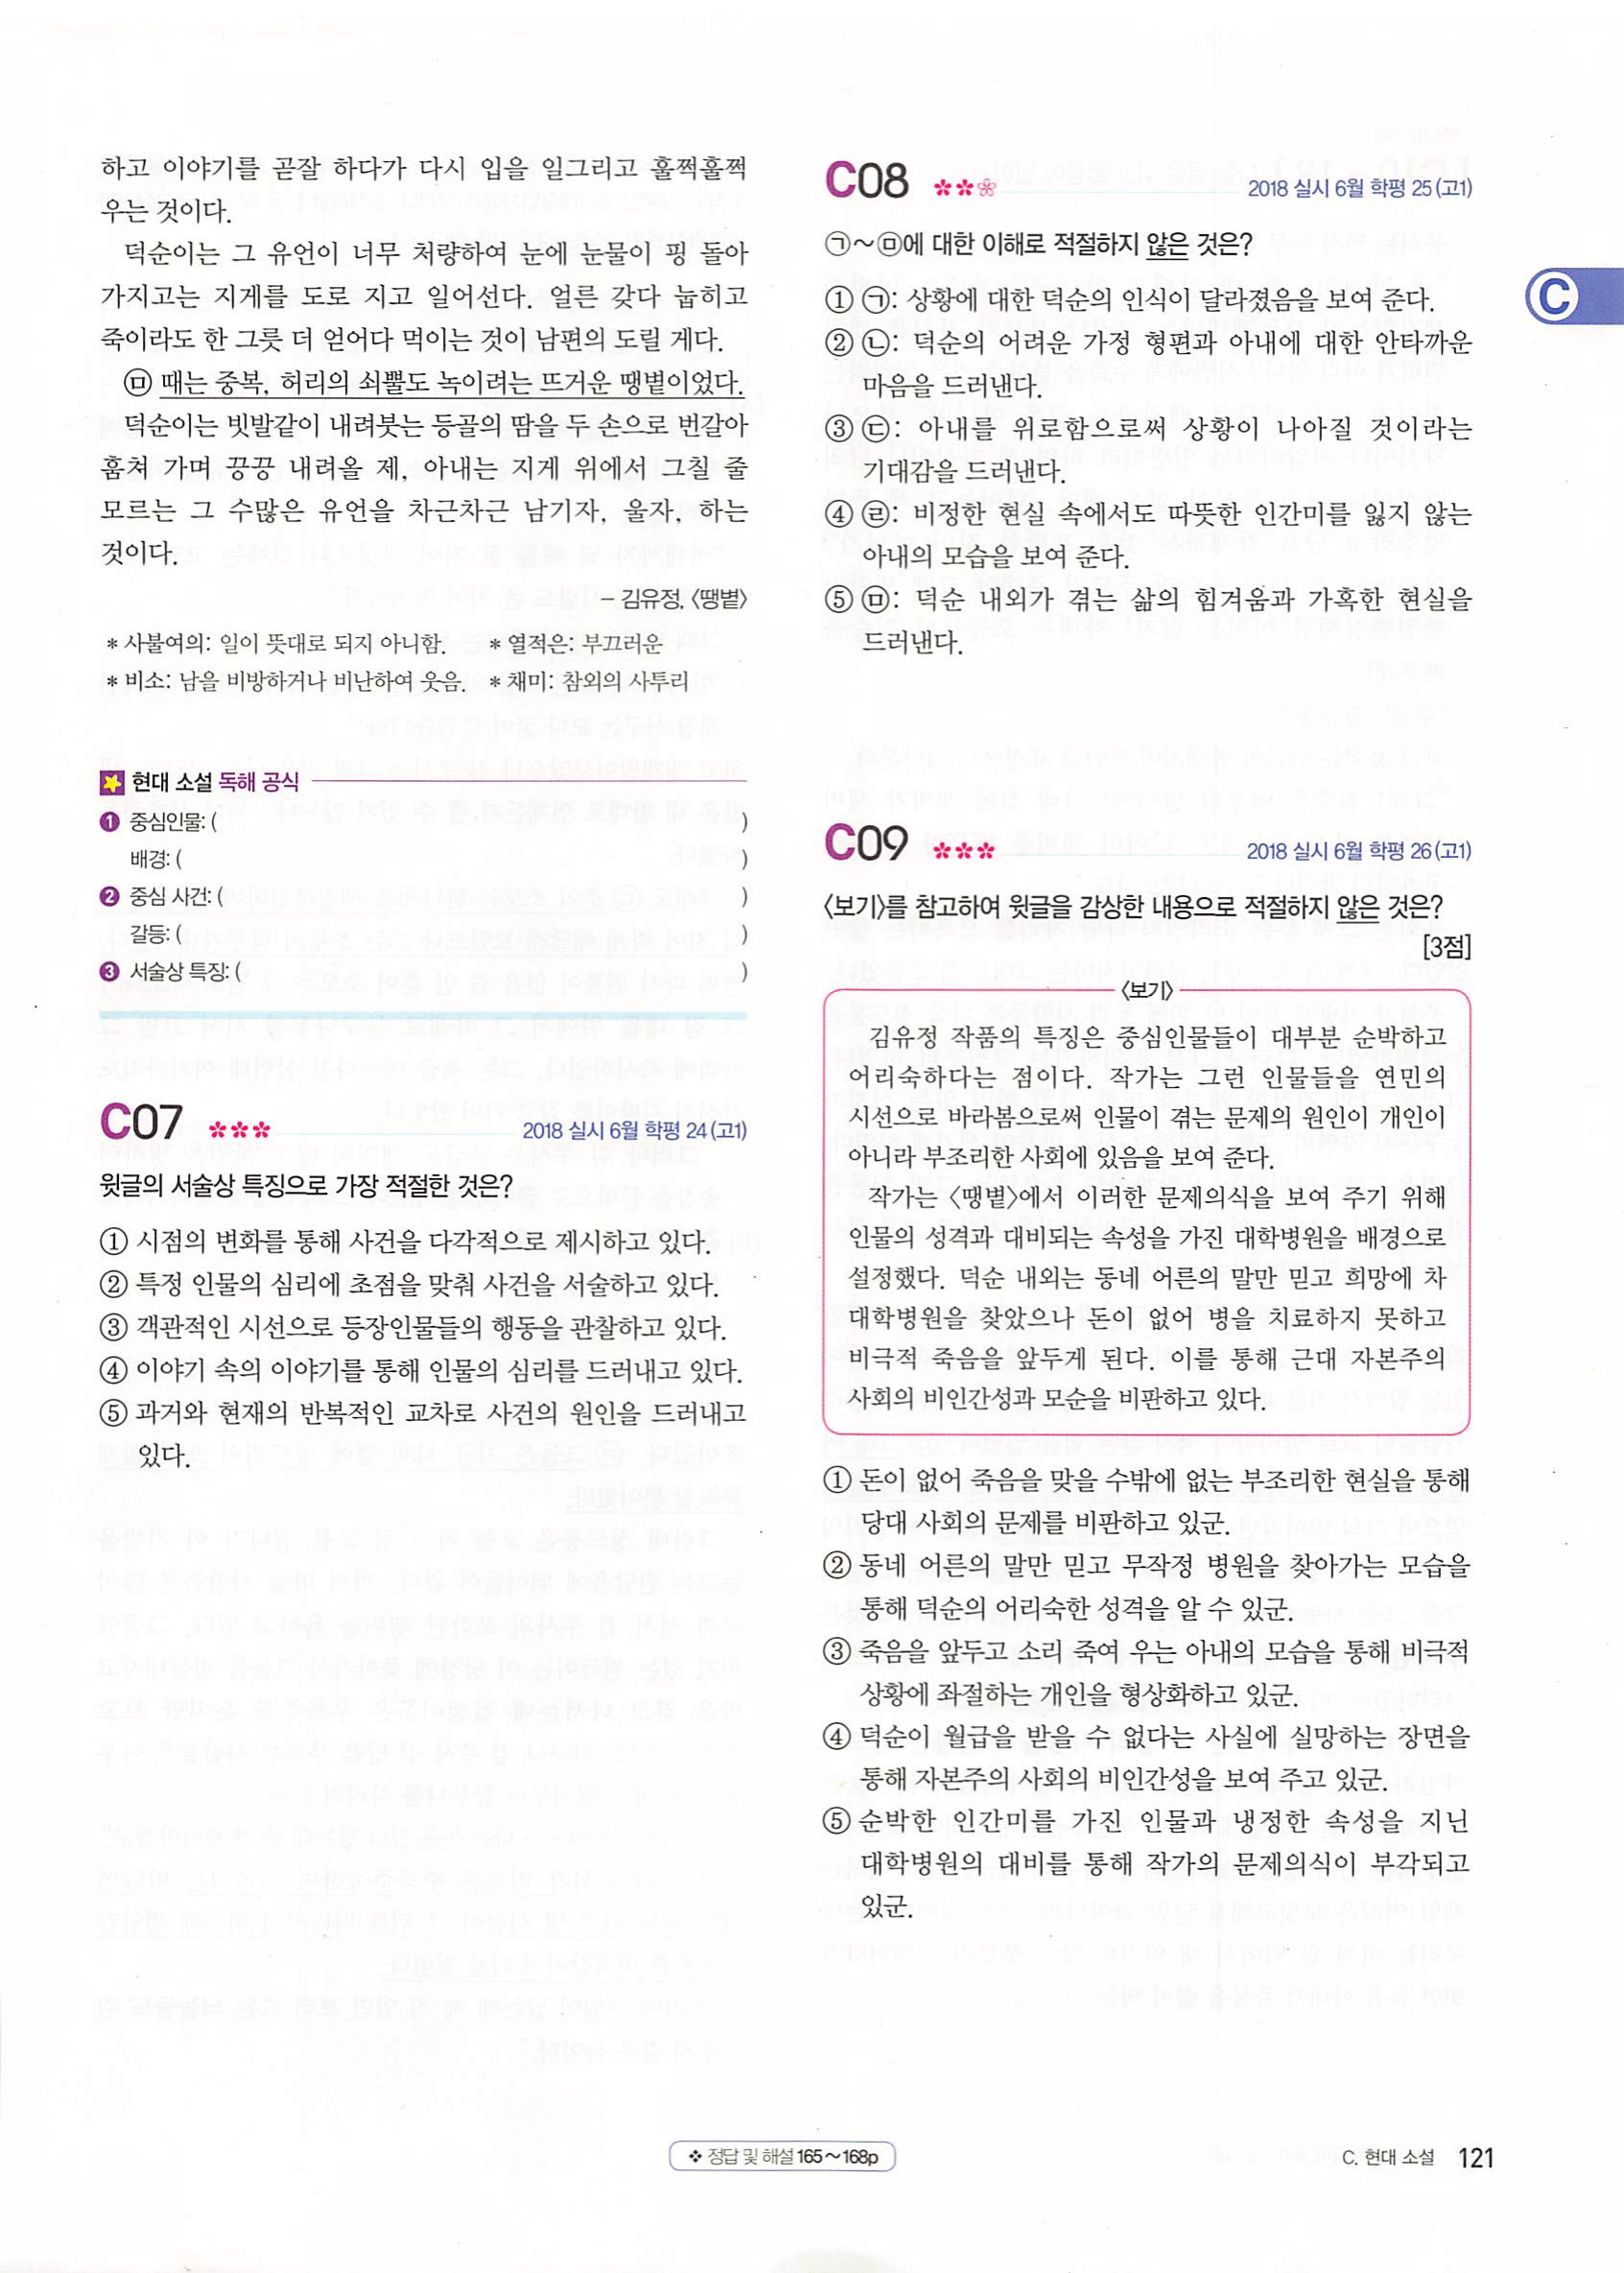 하고 이야기를 곧잘 하다가 다시 입을 일그리고 훌쩍훌쩍
우는 것이다.
덕순이는 그 유언이 너무 처량하여 눈에 눈물이 핑 돌아
가지고는 지게를 도로 지고 일어선다. 얼른 갖다 눕히고
죽이라도 한 그릇 더 얻어다 먹이는 것이 남편의 도릴 게다.
㉤ 때는 중복, 허리의 쇠뿔도 녹이려는 뜨거운 땡볕이었다.
덕순이는 빗발같이 내려붓는 등골의 땀을 두 손으로 번갈아
훔쳐 가며 끙끙 내려올 제, 아내는 지게 위에서 그칠 줄
모르는 그 수많은 유언을 차근차근 남기자, 울자, 하는
것이다.
- 김유정, 〈땡볕〉
* 사불여의: 일이 뜻대로 되지 아니함. * 열적은: 부끄러운
* 비소: 남을 비방하거나 비난하여 웃음. * 채미: 참외의 사투리
현대 소설 독해 공식
❶ 중심인물: ( )
배경: ( )
❷ 중심 사건: ( )
갈등: ( )
❸ 서술상 특징: ( )
C07 2018 실시 6월 학평 24 (고1)
윗글의 서술상 특징으로 가장 적절한 것은?
① 시점의 변화를 통해 사건을 다각적으로 제시하고 있다.
② 특정 인물의 심리에 초점을 맞춰 사건을 서술하고 있다.
③ 객관적인 시선으로 등장인물들의 행동을 관찰하고 있다.
④ 이야기 속의 이야기를 통해 인물의 심리를 드러내고 있다.
⑤ 과거와 현재의 반복적인 교차로 사건의 원인을 드러내고
있다.
C08 2018 실시 6월 학평 25 (고1)
㉠~㉤에 대한 이해로 적절하지 않은 것은?
① ㉠: 상황에 대한 덕순의 인식이 달라졌음을 보여 준다.
② ㉡: 덕순의 어려운 가정 형편과 아내에 대한 안타까운
마음을 드러낸다.
③ ㉢: 아내를 위로함으로써 상황이 나아질 것이라는
기대감을 드러낸다.
④ ㉣: 비정한 현실 속에서도 따뜻한 인간미를 잃지 않는
아내의 모습을 보여 준다.
⑤ ㉤: 덕순 내외가 겪는 삶의 힘겨움과 가혹한 현실을
드러낸다.
C09 2018 실시 6월 학평 26 (고1)
〈보기〉를 참고하여 윗글을 감상한 내용으로 적절하지 않은 것은?
[3점]
〈보기〉
김유정 작품의 특징은 중심인물들이 대부분 순박하고
어리숙하다는 점이다. 작가는 그런 인물들을 연민의
시선으로 바라봄으로써 인물이 겪는 문제의 원인이 개인이
아니라 부조리한 사회에 있음을 보여 준다.
작가는 〈땡볕〉에서 이러한 문제의식을 보여 주기 위해
인물의 성격과 대비되는 속성을 가진 대학병원을 배경으로
설정했다. 덕순 내외는 동네 어른의 말만 믿고 희망에 차
대학병원을 찾았으나 돈이 없어 병을 치료하지 못하고
비극적 죽음을 앞두게 된다. 이를 통해 근대 자본주의
사회의 비인간성과 모순을 비판하고 있다.
① 돈이 없어 죽음을 맞을 수밖에 없는 부조리한 현실을 통해
당대 사회의 문제를 비판하고 있군.
② 동네 어른의 말만 믿고 무작정 병원을 찾아가는 모습을
통해 덕순의 어리숙한 성격을 알 수 있군.
③ 죽음을 앞두고 소리 죽여 우는 아내의 모습을 통해 비극적
상황에 좌절하는 개인을 형상화하고 있군.
④ 덕순이 월급을 받을 수 없다는 사실에 실망하는 장면을
통해 자본주의 사회의 비인간성을 보여 주고 있군.
⑤ 순박한 인간미를 가진 인물과 냉정한 속성을 지닌
대학병원의 대비를 통해 작가의 문제의식이 부각되고
있군.
C
❖ 정답 및 해설 165~168p
C. 현대 소설 121